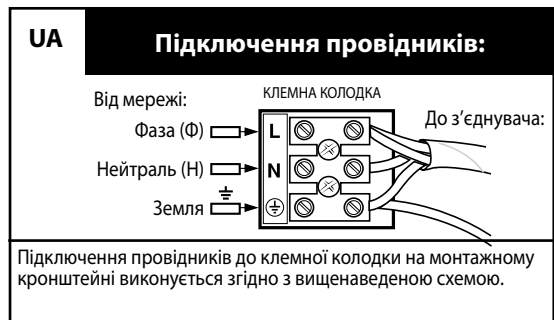 UA
Підключення провідників:
Від мережі:
КЛЕМНА КОЛОДКА
До з’єднувача:
Фаза (Ф)
L
Нейтраль (Н)
N
Земля
Підключення провідників до клемної колодки на монтажному
кронштейні виконується згідно з вищенаведеною схемою.